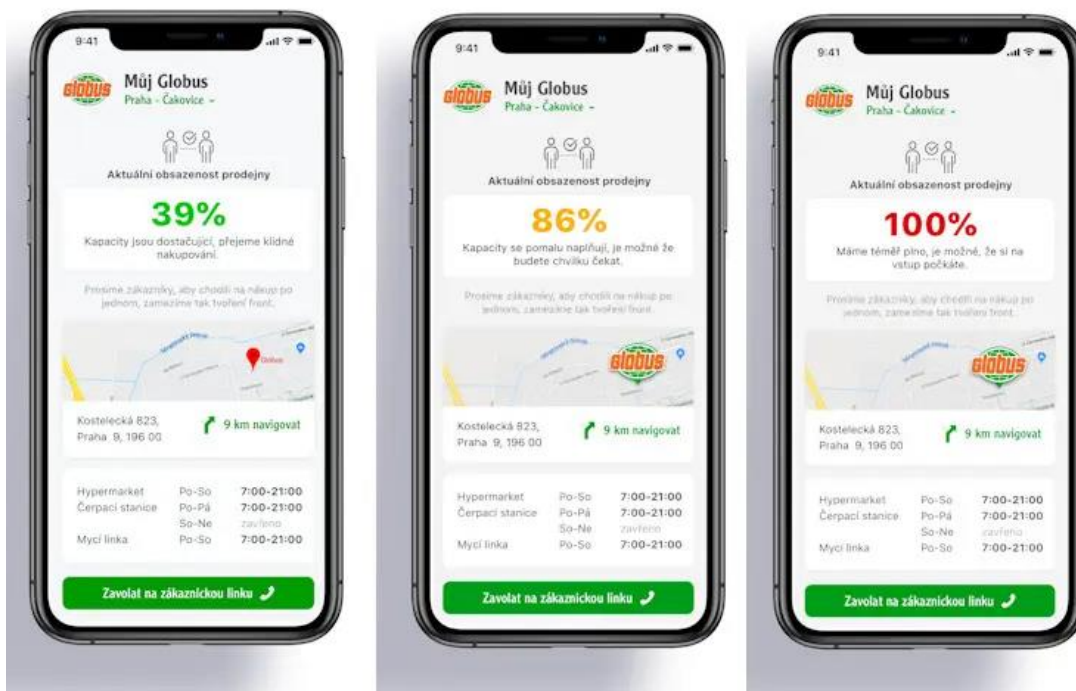 9:41
Globus
Můj Globus
Praha - Čakovice
Aktuální obsazenost prodejny
39%
Kapacity jsou dostačující, přejeme klidné
nakupování.
Prosíme zákazníky, aby chodili na nákup po
jednom, zamezíme tak tvoření front.
Globus
Kostelecká 823,
Praha 9, 196 00
9 km navigovat
Hypermarket Po-So 7:00-21:00
Čerpací stanice Po-Pá 7:00-21:00
So-Ne zavřeno
Mycí linka Po-So 7:00-21:00
Zavolat na zákaznickou linku
9:41
Globus
Můj Globus
Praha - Čakovice
Aktuální obsazenost prodejny
86%
Kapacity se pomalu naplňují, je možné že
budete chvilku čekat.
Prosíme zákazníky, aby chodili na nákup po
jednom, zamezíme tak tvoření front.
Globus
Kostelecká 823,
Praha 9, 196 00
9 km navigovat
Hypermarket Po-So 7:00-21:00
Čerpací stanice Po-Pá 7:00-21:00
So-Ne zavřeno
Mycí linka Po-So 7:00-21:00
Zavolat na zákaznickou linku
9:41
Globus
Můj Globus
Praha - Čakovice
Aktuální obsazenost prodejny
100%
Máme téměř plno, je možné, že si na
vstup počkáte.
Prosíme zákazníky, aby chodili na nákup po
jednom, zamezíme tak tvoření front.
Globus
Kostelecká 823,
Praha 9, 196 00
9 km navigovat
Hypermarket Po-So 7:00-21:00
Čerpací stanice Po-Pá 7:00-21:00
So-Ne zavřeno
Mycí linka Po-So 7:00-21:00
Zavolat na zákaznickou linku